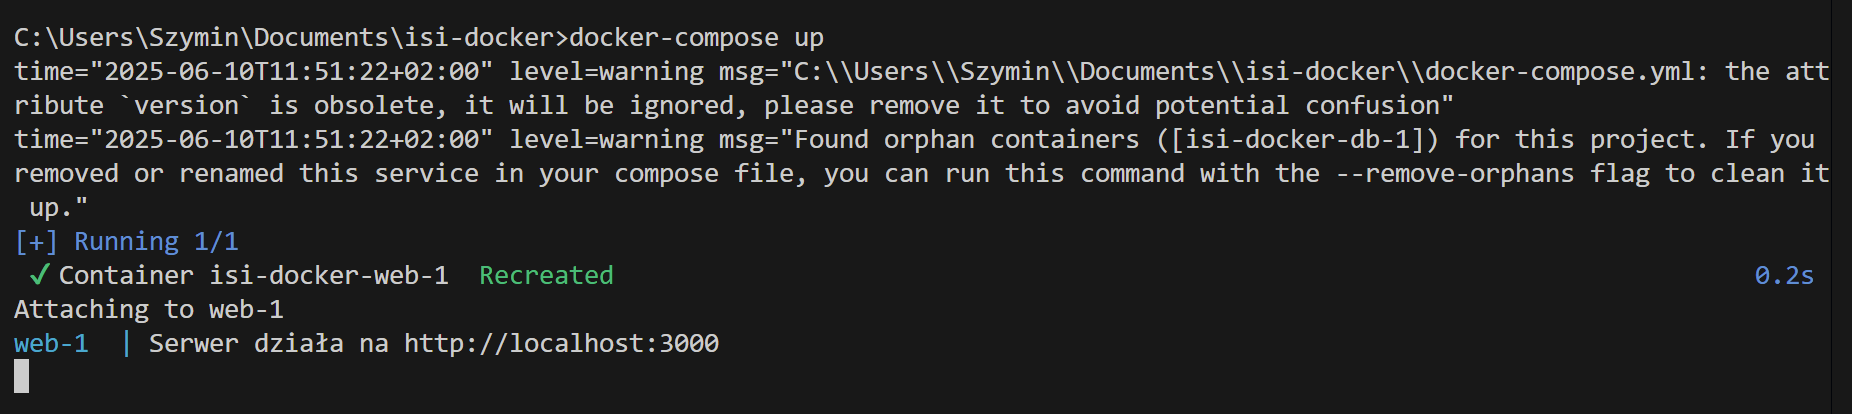 C:\Users\Szymin\Documents\isi-docker>docker-compose up
time="2025-06-10T11:51:22+02:00" level=warning msg="C:\\Users\\Szymin\\Documents\\isi-docker\\docker-compose.yml: the att
ribute `version` is obsolete, it will be ignored, please remove it to avoid potential confusion"
time="2025-06-10T11:51:22+02:00" level=warning msg="Found orphan containers ([isi-docker-db-1]) for this project. If you
removed or renamed this service in your compose file, you can run this command with the --remove-orphans flag to clean it
 up."
[+] Running 1/1
 ✓ Container isi-docker-web-1  Recreated 0.2s
Attaching to web-1
web-1  | Serwer działa na http://localhost:3000